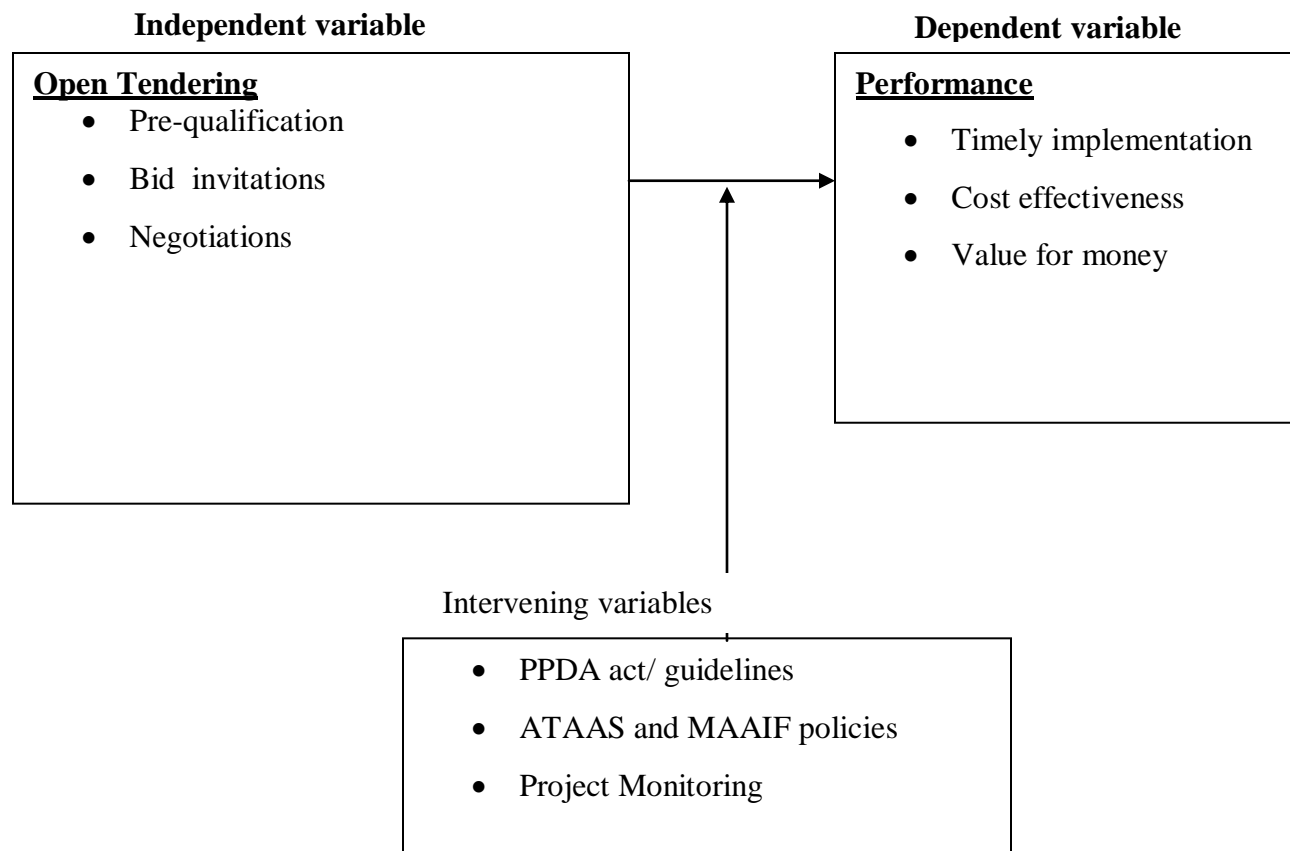 Independent variable
Open Tendering
• Pre-qualification
• Bid invitations
• Negotiations
Dependent variable
Performance
• Timely implementation
• Cost effectiveness
• Value for money
Intervening variables
• PPDA act/ guidelines
• ATAAS and MAAIF policies
• Project Monitoring